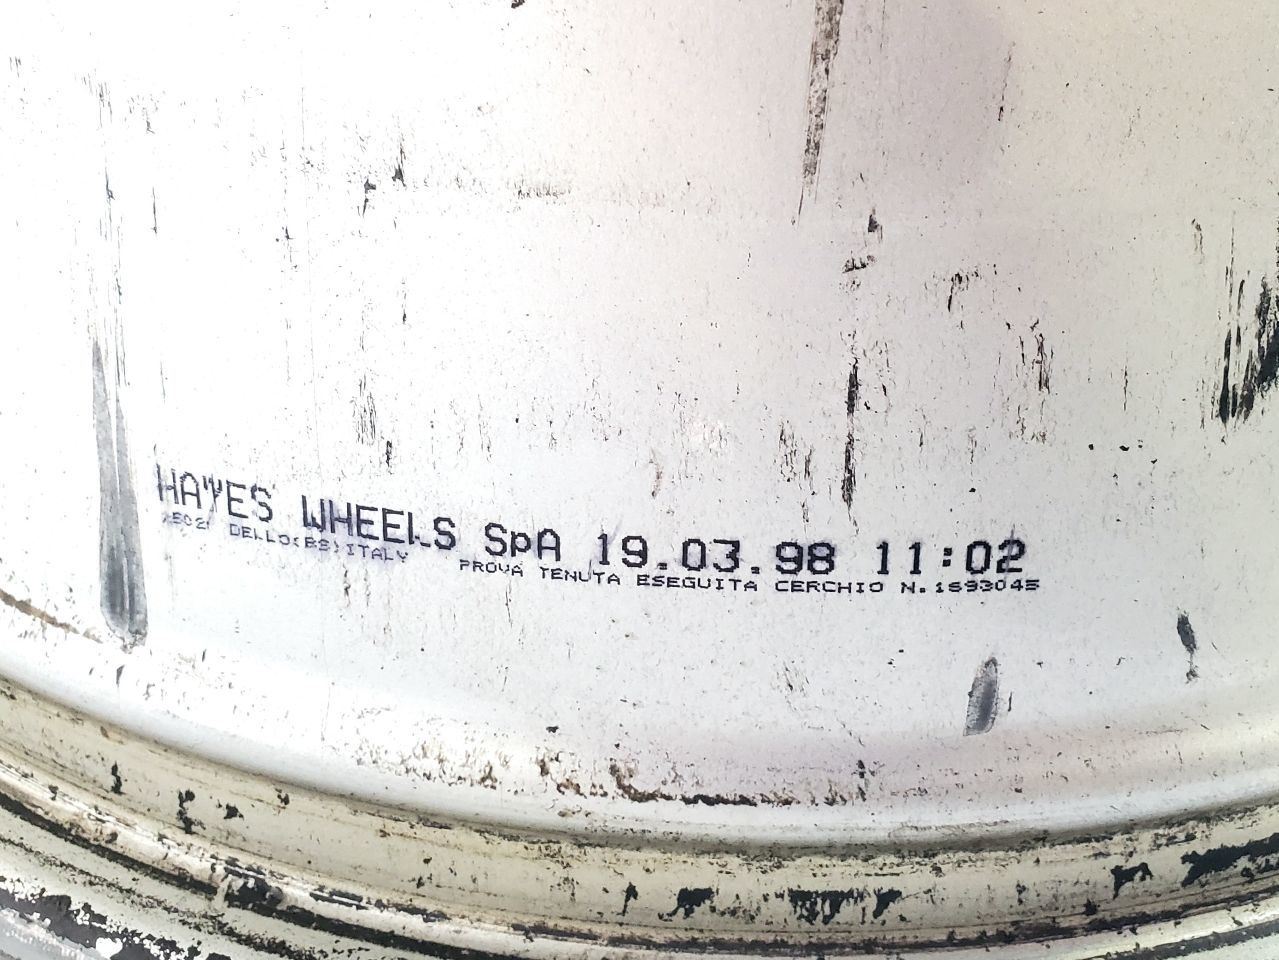 HAYES WHEELS SpA 19.03.98 11:02
DELLO(BS)ITALY PROVA TENUTA ESEGUITA CERCHIO N.1693045